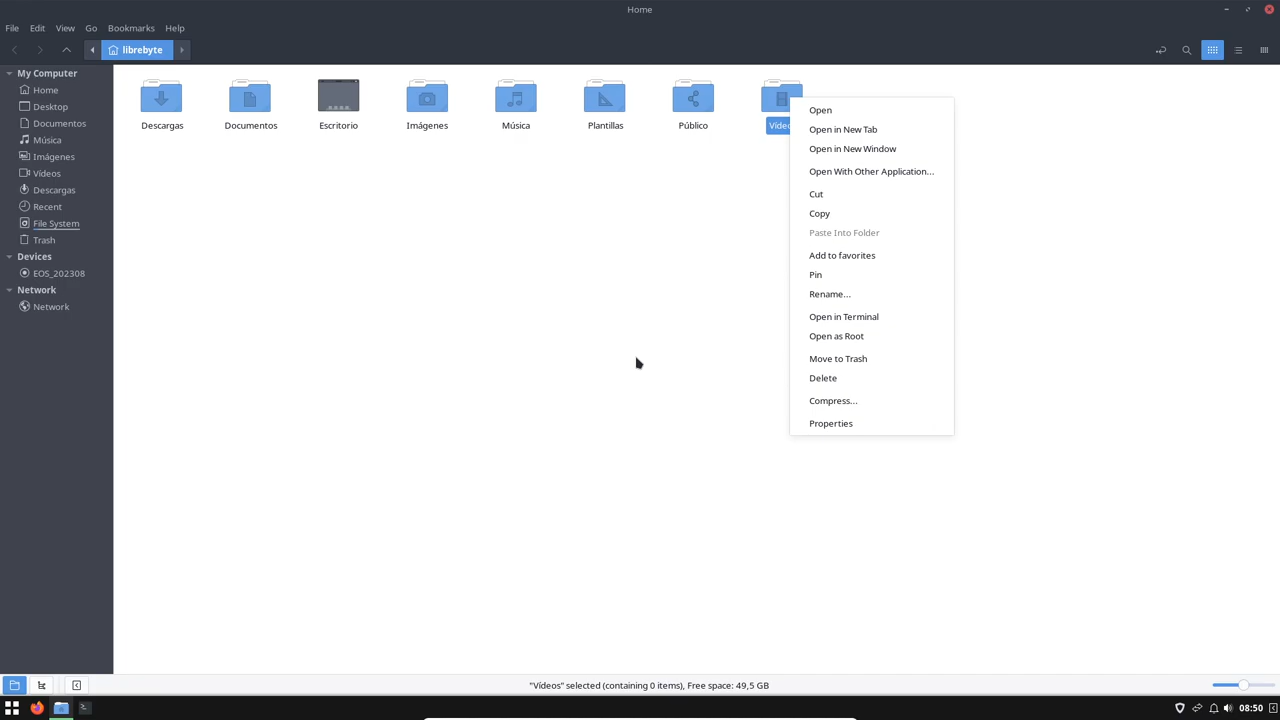 Home
File Edit View Go Bookmarks Help
librebyte
My Computer
Home
Desktop
Documentos
Música
Imágenes
Vídeos
Descargas
Recent
File System
Trash
Devices
EOS_202308
Network
Network
Descargas Documentos Escritorio Imágenes Música Plantillas Público
Open
Open in New Tab
Open in New Window
Open With Other Application...
Cut
Copy
Paste Into Folder
Add to favorites
Pin
Rename...
Open in Terminal
Open as Root
Move to Trash
Delete
Compress...
Properties
"Vídeos" selected (containing 0 items), Free space: 49,5 GB
08:50